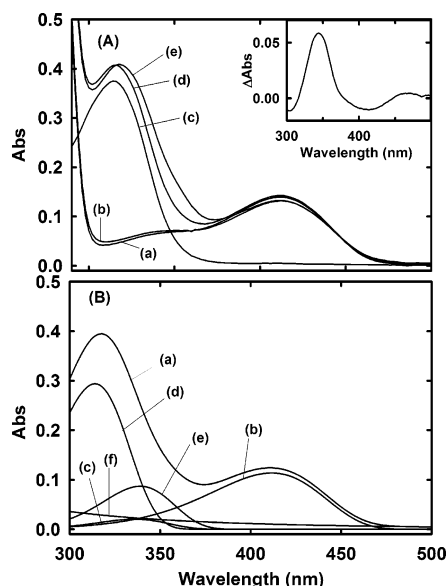 (A)
0.5
0.4
0.3
0.2
0.1
0.0
Abs
(e)
(d)
(c)
(b)
(a)
0.05
0.00
ΔAbs
300 400
Wavelength (nm)
(B)
0.5
0.4
0.3
0.2
0.1
0.0
Abs
(a)
(d)
(e)
(b)
(c)
(f)
300 350 400 450 500
Wavelength (nm)